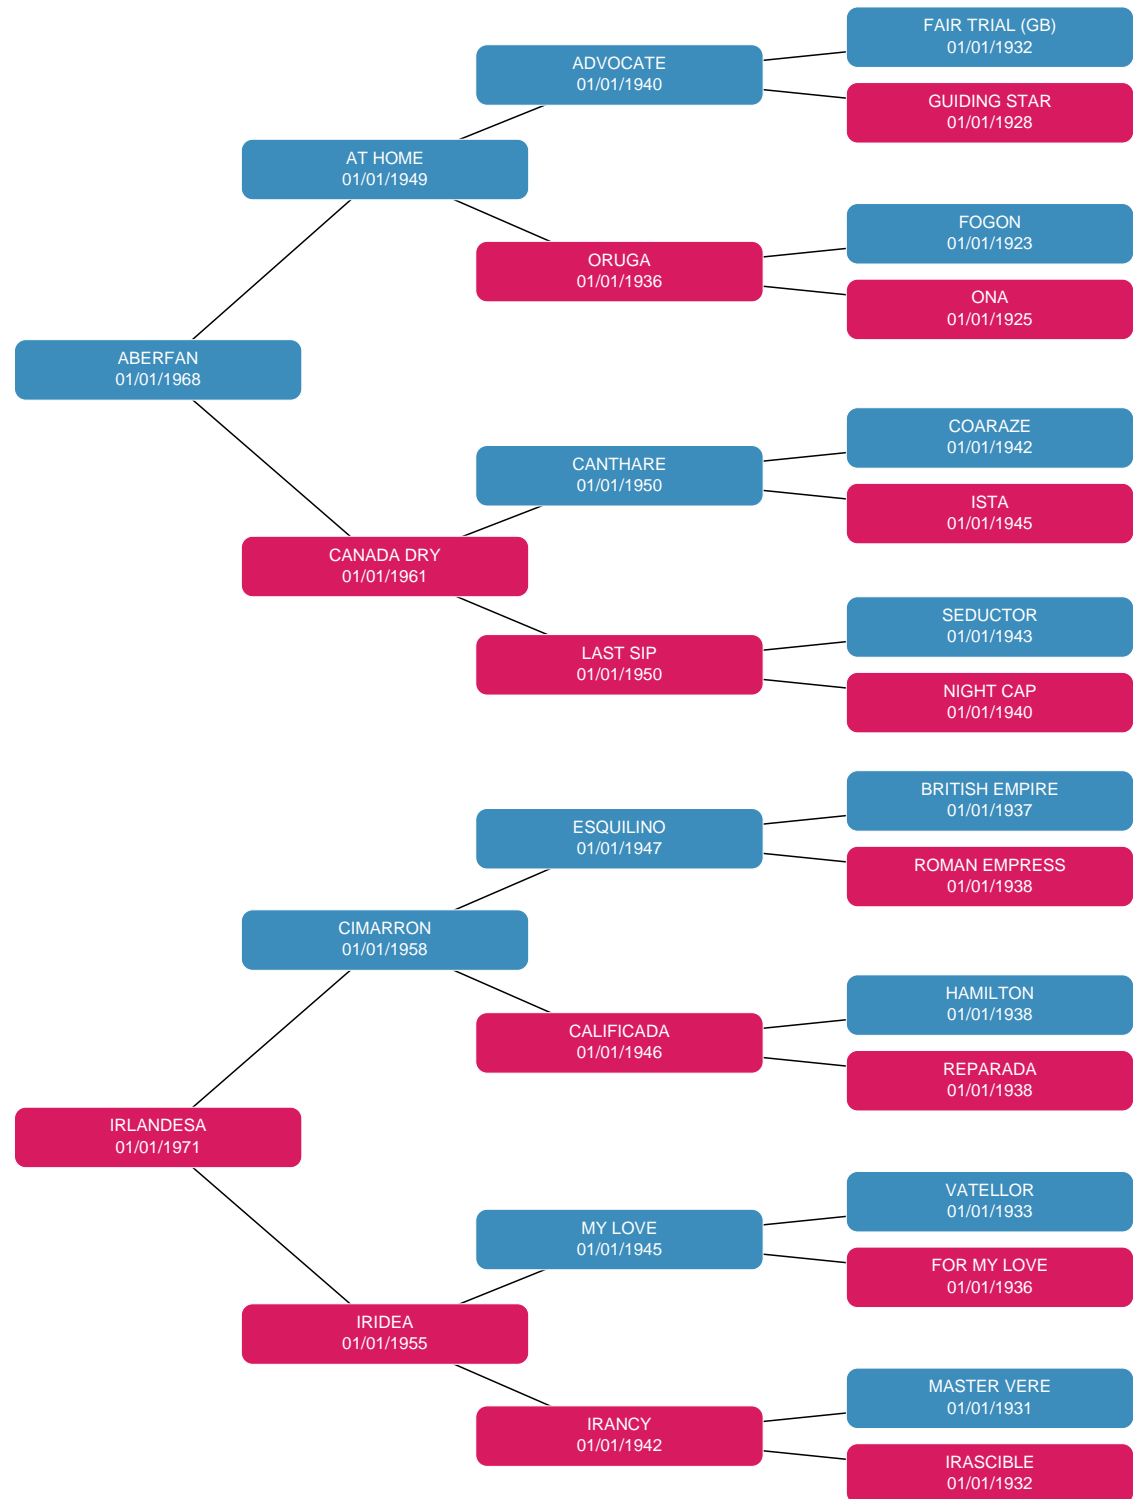 FAIR TRIAL (GB)
01/01/1932
ADVOCATE
01/01/1940
GUIDING STAR
01/01/1928
AT HOME
01/01/1949
FOGON
01/01/1923
ORUGA
01/01/1936
ONA
01/01/1925
ABERFAN
01/01/1968
COARAZE
01/01/1942
CANTHARE
01/01/1950
ISTA
01/01/1945
CANADA DRY
01/01/1961
SEDUCTOR
01/01/1943
LAST SIP
01/01/1950
NIGHT CAP
01/01/1940
BRITISH EMPIRE
01/01/1937
ESQUILINO
01/01/1947
ROMAN EMPRESS
01/01/1938
CIMARRON
01/01/1958
HAMILTON
01/01/1938
CALIFICADA
01/01/1946
REPARADA
01/01/1938
IRLANDESA
01/01/1971
VATELLOR
01/01/1933
MY LOVE
01/01/1945
FOR MY LOVE
01/01/1936
IRIDEA
01/01/1955
MASTER VERE
01/01/1931
IRANCY
01/01/1942
IRASCIBLE
01/01/1932